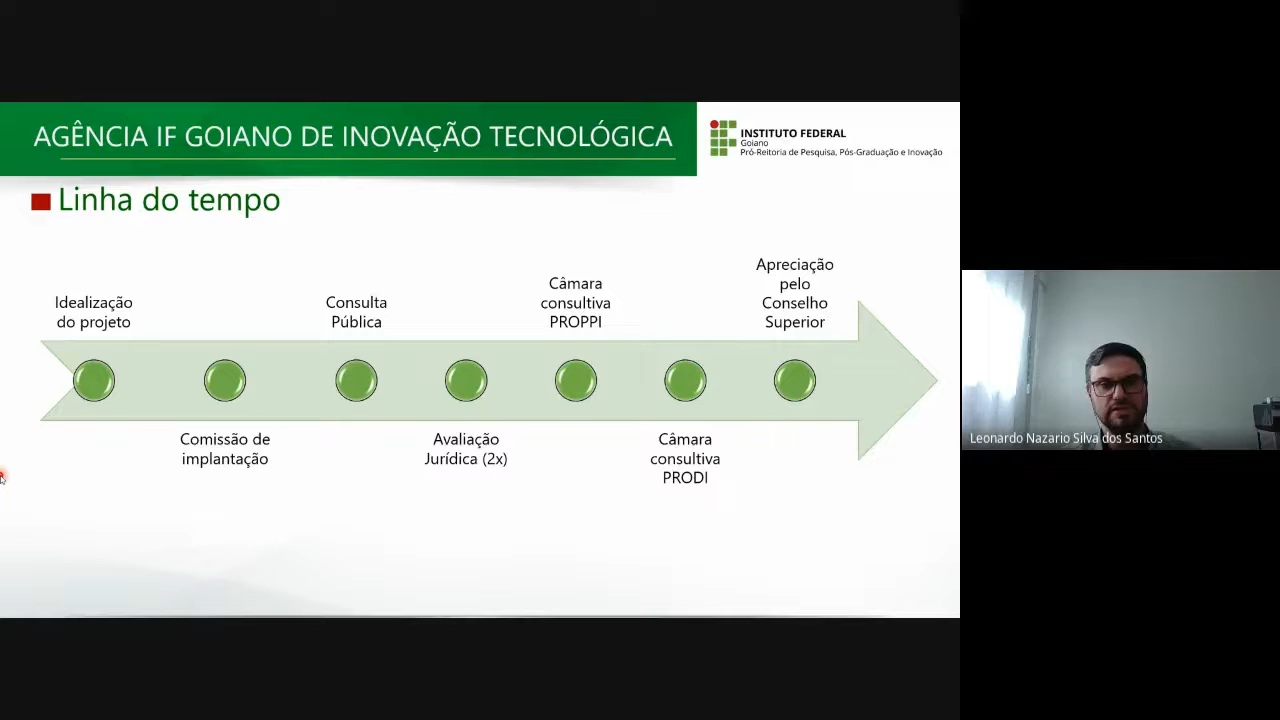 AGÊNCIA IF GOIANO DE INOVAÇÃO TECNOLÓGICA
INSTITUTO FEDERAL
Goiano
Pró-Reitoria de Pesquisa, Pós-Graduação e Inovação
Linha do tempo
Idealização
do projeto
Comissão de
implantação
Consulta
Pública
Avaliação
Jurídica (2x)
Câmara
consultiva
PROPPI
Câmara
consultiva
PRODI
Apreciação
pelo
Conselho
Superior
Leonardo Nazario Silva dos Santos